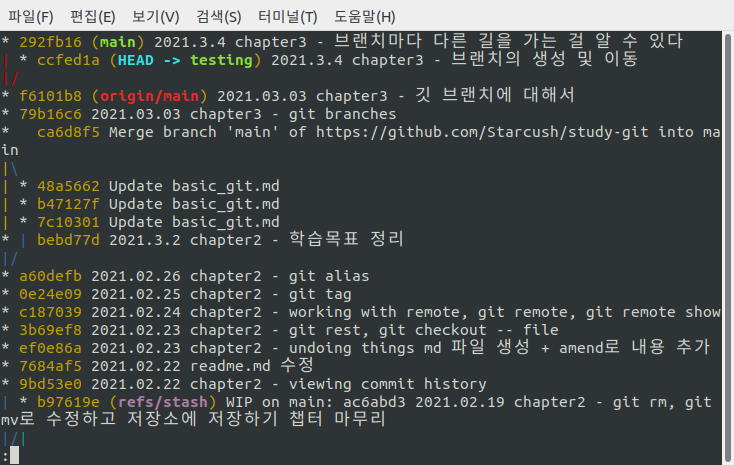 파일(F) 편집(E) 보기(V) 검색(S) 터미널(T) 도움말(H)
* 292fb16 (main) 2021.3.4 chapter3 - 브랜치마다 다른 길을 가는 걸 알 수 있다
| * ccfed1a (HEAD -> testing) 2021.3.4 chapter3 - 브랜치의 생성 및 이동
|/
* f6101b8 (origin/main) 2021.03.03 chapter3 - 깃 브랜치에 대해서
* 79b16c6 2021.03.03 chapter3 - git branches
*   ca6d8f5 Merge branch 'main' of https://github.com/Starcush/study-git into ma
in
|\
| * 48a5662 Update basic_git.md
| * b47127f Update basic_git.md
| * 7c10301 Update basic_git.md
* | bebd77d 2021.3.2 chapter2 - 학습목표 정리
|/
* a60defb 2021.02.26 chapter2 - git alias
* 0e24e09 2021.02.25 chapter2 - git tag
* c187039 2021.02.24 chapter2 - working with remote, git remote, git remote show
* 3b69ef8 2021.02.23 chapter2 - git rest, git checkout -- file
* ef0e86a 2021.02.23 chapter2 - undoing things md 파일 생성 + amend로 내용 추가
* 7684af5 2021.02.22 readme.md 수정
* 9bd53e0 2021.02.22 chapter2 - viewing commit history
| * b97619e (refs/stash) WIP on main: ac6abd3 2021.02.19 chapter2 - git rm, git
mv로 수정하고 저장소에 저장하기 챕터 마무리
|/|
: